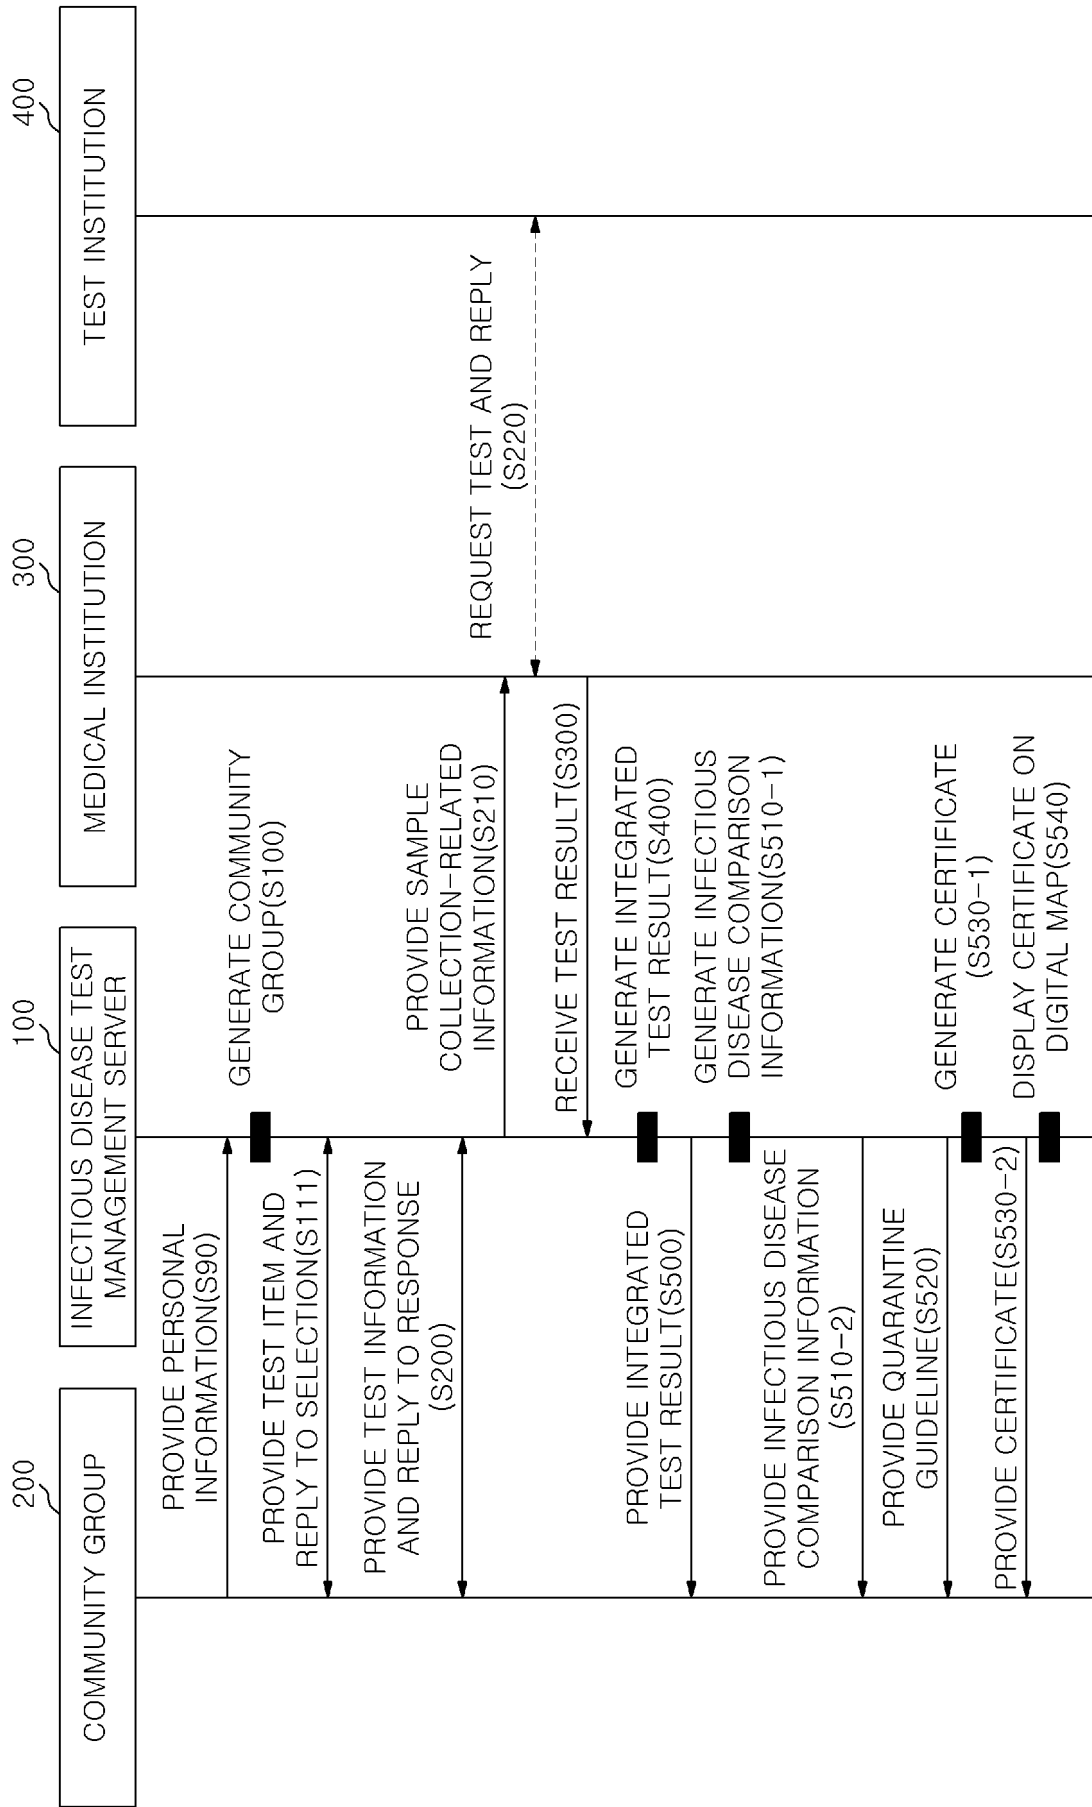 200
COMMUNITY GROUP
100
INFECTIOUS DISEASE TEST
MANAGEMENT SERVER
300
MEDICAL INSTITUTION
400
TEST INSTITUTION
PROVIDE PERSONAL
INFORMATION(S90)
GENERATE COMMUNITY
GROUP(S100)
PROVIDE TEST ITEM AND
REPLY TO SELECTION(S111)
PROVIDE TEST INFORMATION
AND REPLY TO RESPONSE
(S200)
PROVIDE SAMPLE
COLLECTION-RELATED
INFORMATION(S210)
REQUEST TEST AND REPLY
(S220)
RECEIVE TEST RESULT(S300)
GENERATE INTEGRATED
TEST RESULT(S400)
PROVIDE INTEGRATED
TEST RESULT(S500)
GENERATE INFECTIOUS
DISEASE COMPARISON
INFORMATION(S510-1)
PROVIDE INFECTIOUS DISEASE
COMPARISON INFORMATION
(S510-2)
PROVIDE QUARANTINE
GUIDELINE(S520)
GENERATE CERTIFICATE
(S530-1)
PROVIDE CERTIFICATE(S530-2)
DISPLAY CERTIFICATE ON
DIGITAL MAP(S540)